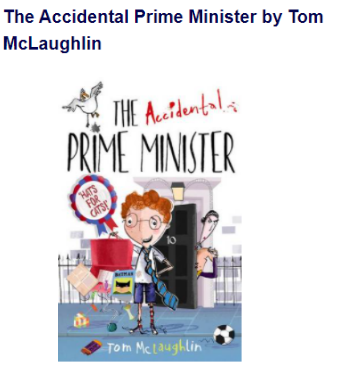 The Accidental Prime Minister by Tom
McLaughlin
THE Accidental
PRIME MINISTER
HATS
FOR
CATS!
10
Tom McLaughlin